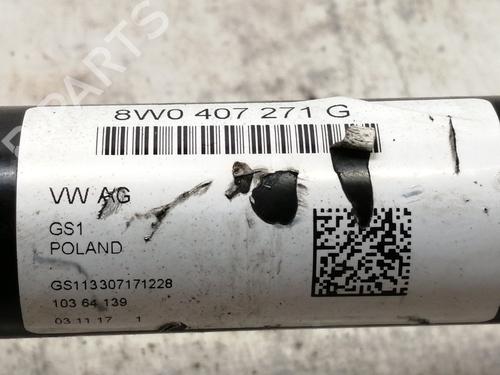 8W0 407 271 G
VW AG
GS1
POLAND
GS113307171228
103 64 139
03.11.17 1
PARTS